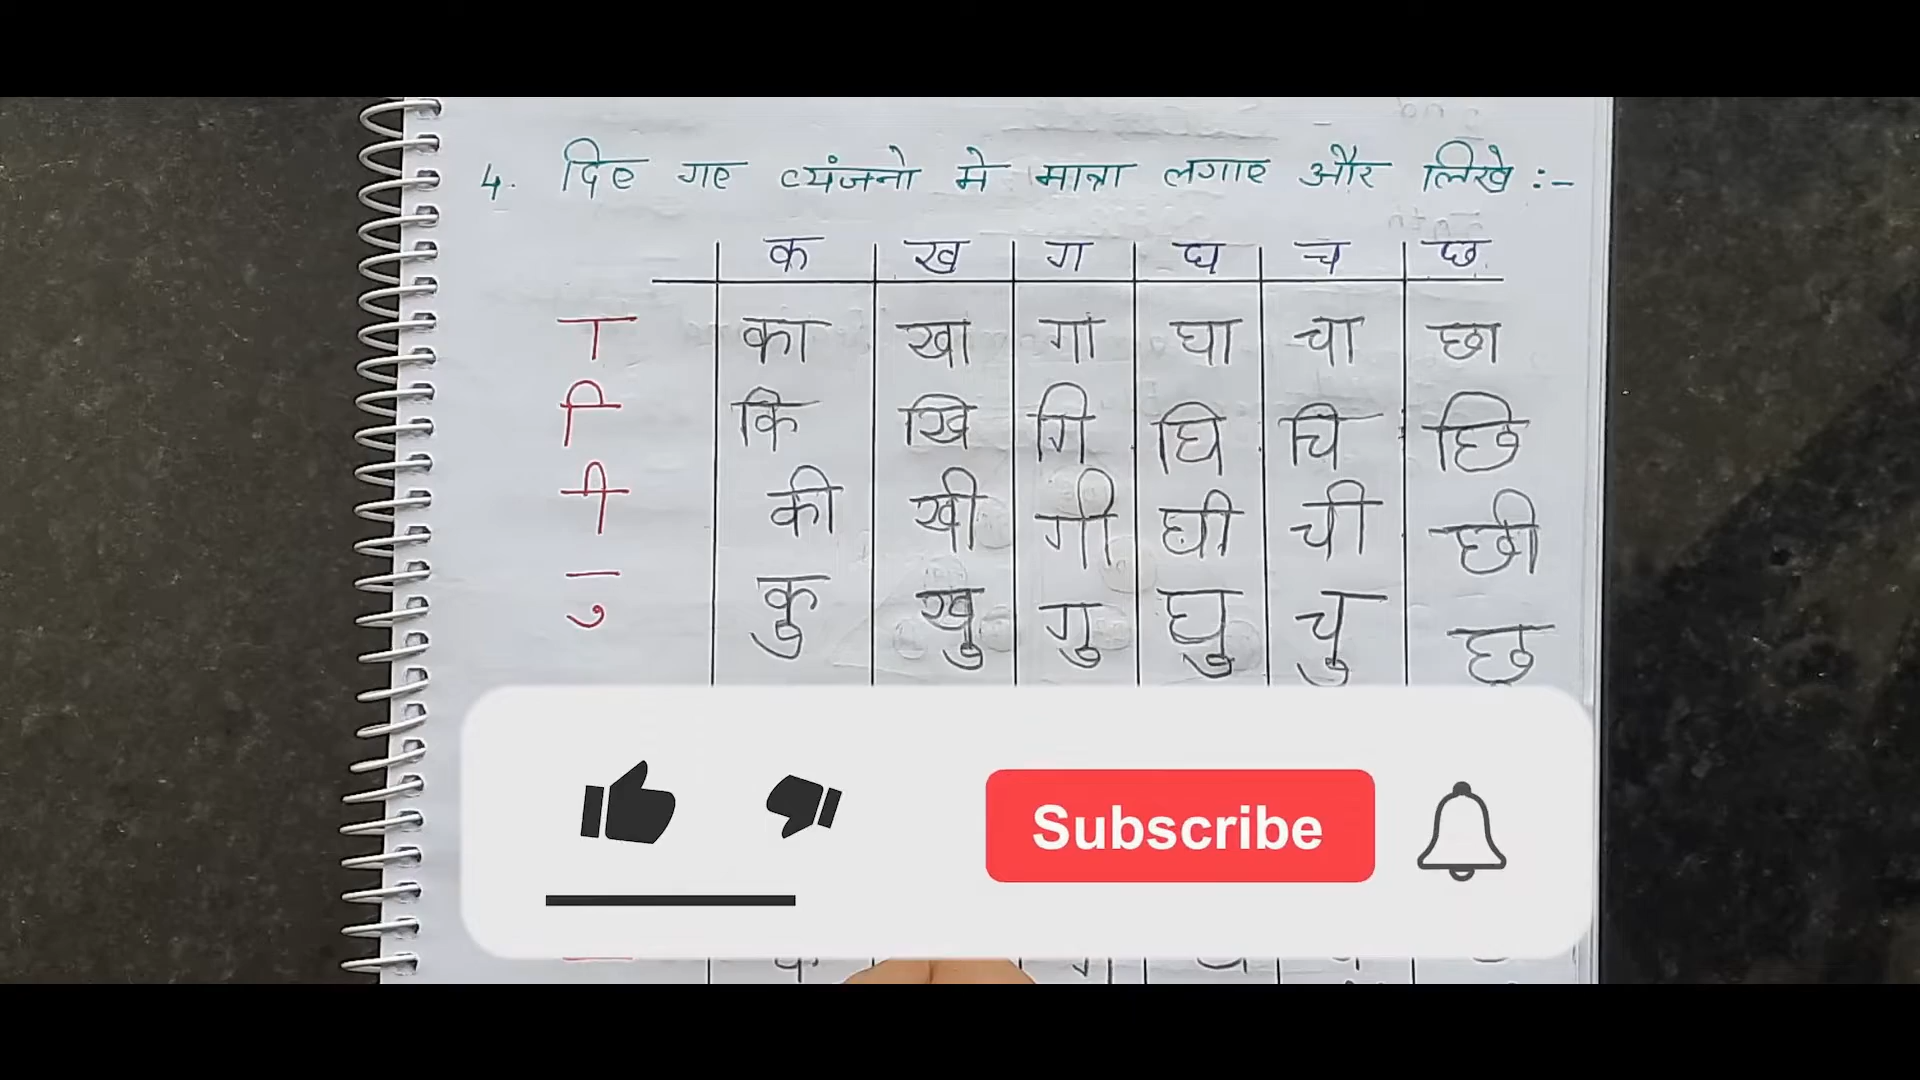 4. दिए गए व्यंजनो मे मात्रा लगाए और लिखे :-
क ख ग घ च छ
ा का खा गा घा चा छा
ि कि खि गि घि चि छि
ी की खी गी घी ची छी
ु कु खु गु घु चु छु
Subscribe